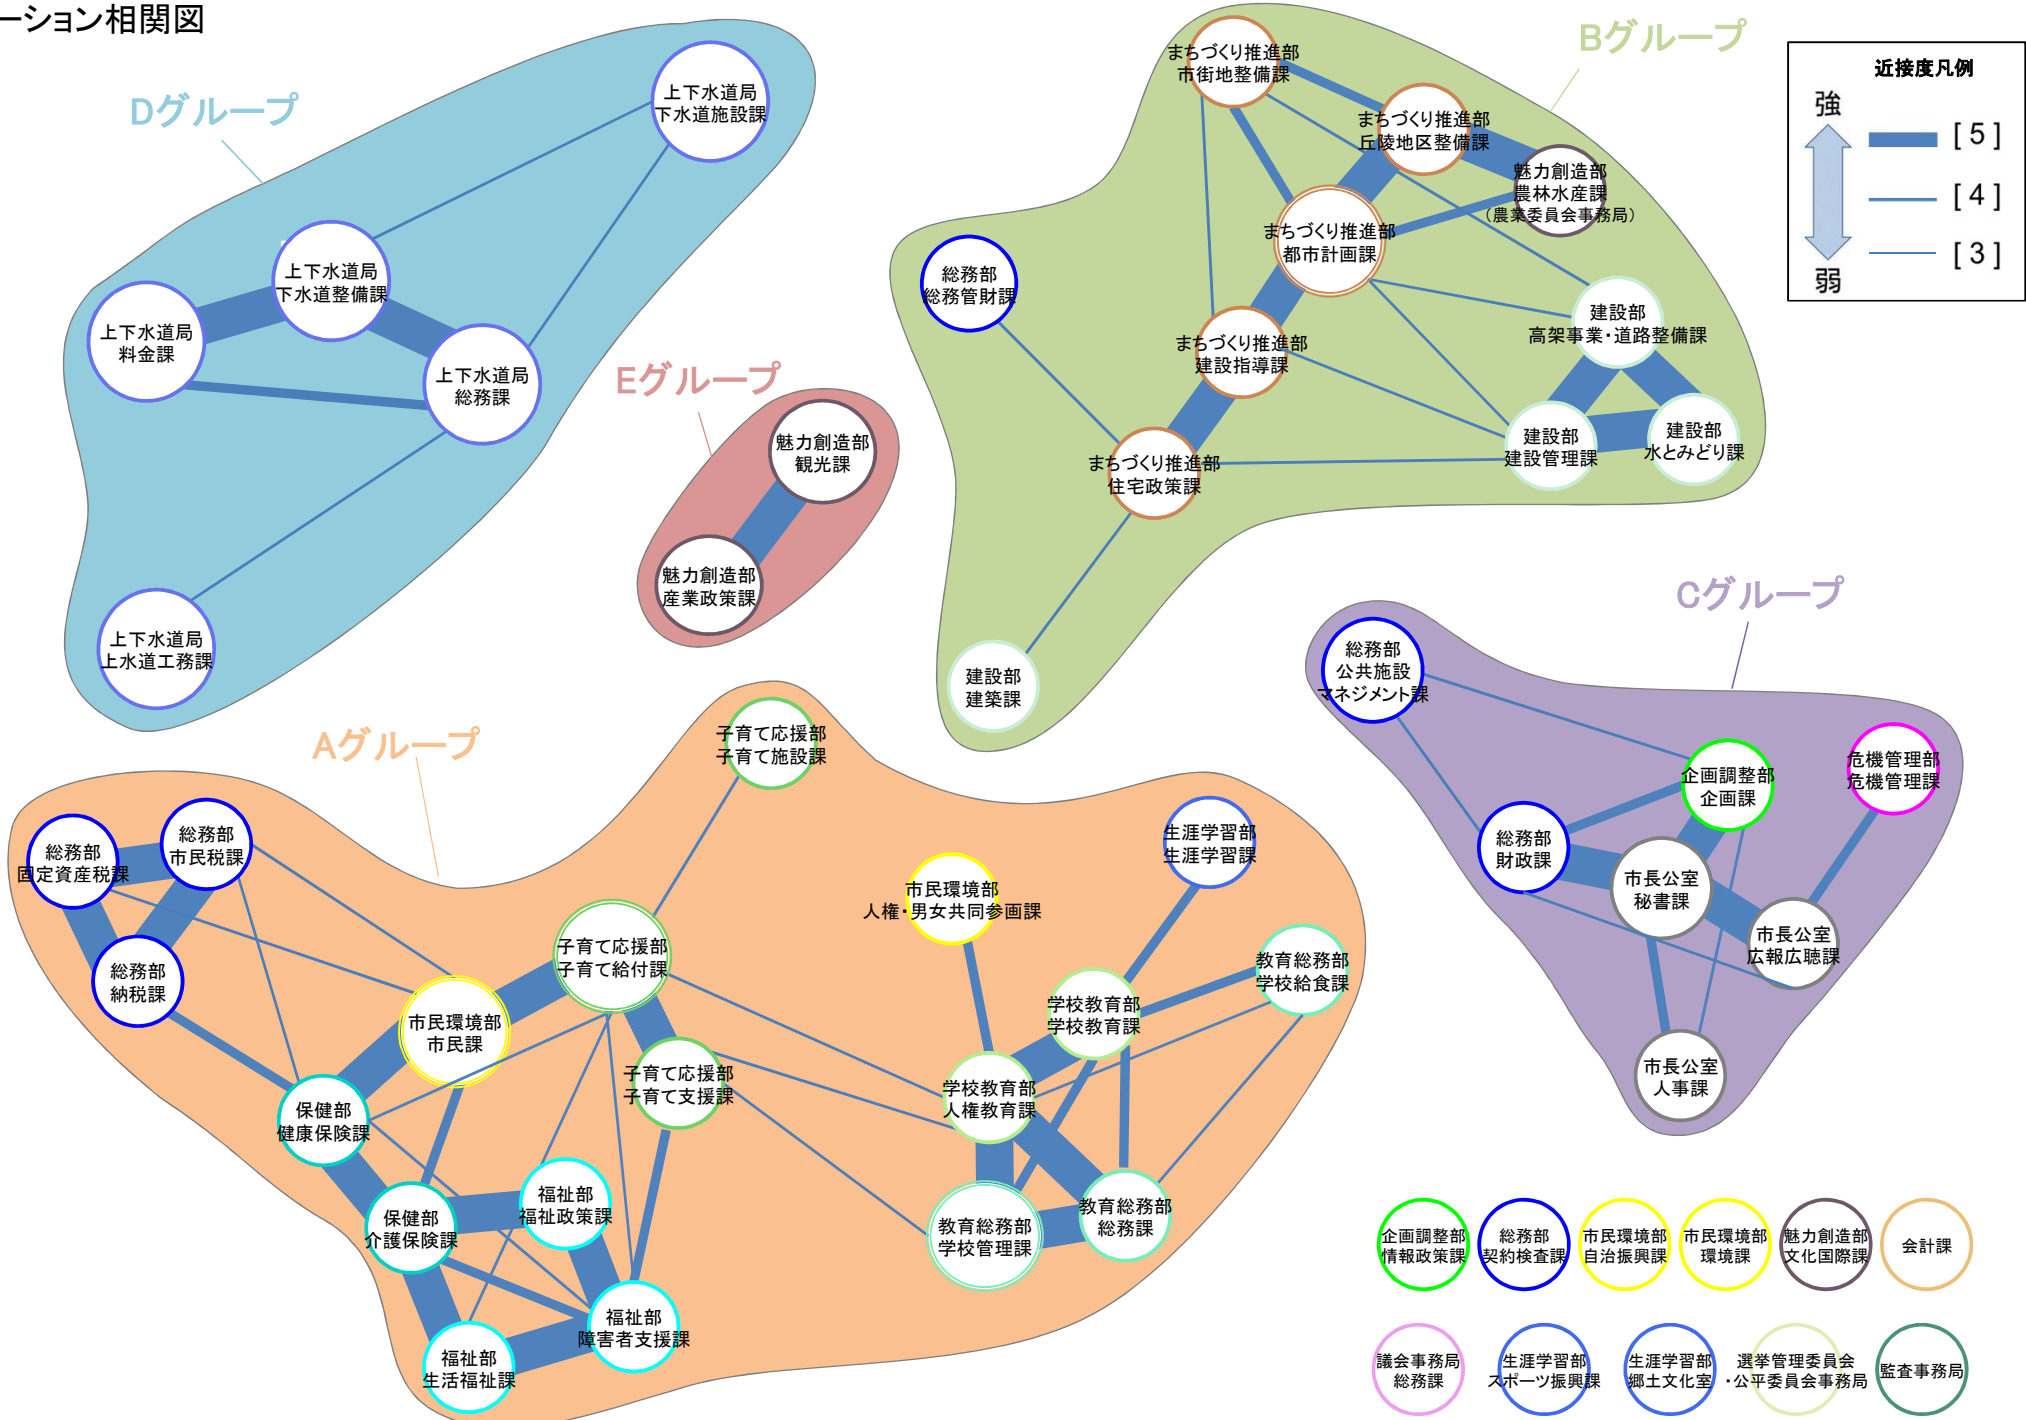 ーション相関図
Dグループ
上下水道局
下水道施設課
上下水道局
下水道整備課
上下水道局
料金課
上下水道局
総務課
上下水道局
上水道工務課
Eグループ
魅力創造部
観光課
魅力創造部
産業政策課
Bグループ
まちづくり推進部
市街地整備課
まちづくり推進部
丘陵地区整備課
魅力創造部
農林水産課
（農業委員会事務局）
まちづくり推進部
都市計画課
総務部
総務管財課
建設部
高架事業・道路整備課
まちづくり推進部
建設指導課
建設部
建設管理課
建設部
水とみどり課
まちづくり推進部
住宅政策課
建設部
建築課
近接度凡例
強
弱
[ 5 ]
[ 4 ]
[ 3 ]
Cグループ
総務部
公共施設
マネジメント課
企画調整部
企画課
危機管理部
危機管理課
総務部
財政課
市長公室
秘書課
市長公室
広報広聴課
市長公室
人事課
Aグループ
子育て応援部
子育て施設課
総務部
固定資産税課
総務部
市民税課
総務部
納税課
市民環境部
市民課
子育て応援部
子育て給付課
子育て応援部
子育て支援課
保健部
健康保険課
保健部
介護保険課
福祉部
福祉政策課
福祉部
障害者支援課
福祉部
生活福祉課
市民環境部
人権・男女共同参画課
生涯学習部
生涯学習課
学校教育部
学校教育課
教育総務部
学校給食課
学校教育部
人権教育課
教育総務部
学校管理課
教育総務部
総務課
企画調整部
情報政策課
総務部
契約検査課
市民環境部
自治振興課
市民環境部
環境課
魅力創造部
文化国際課
会計課
議会事務局
総務課
生涯学習部
スポーツ振興課
生涯学習部
郷土文化室
選挙管理委員会
・公平委員会事務局
監査事務局